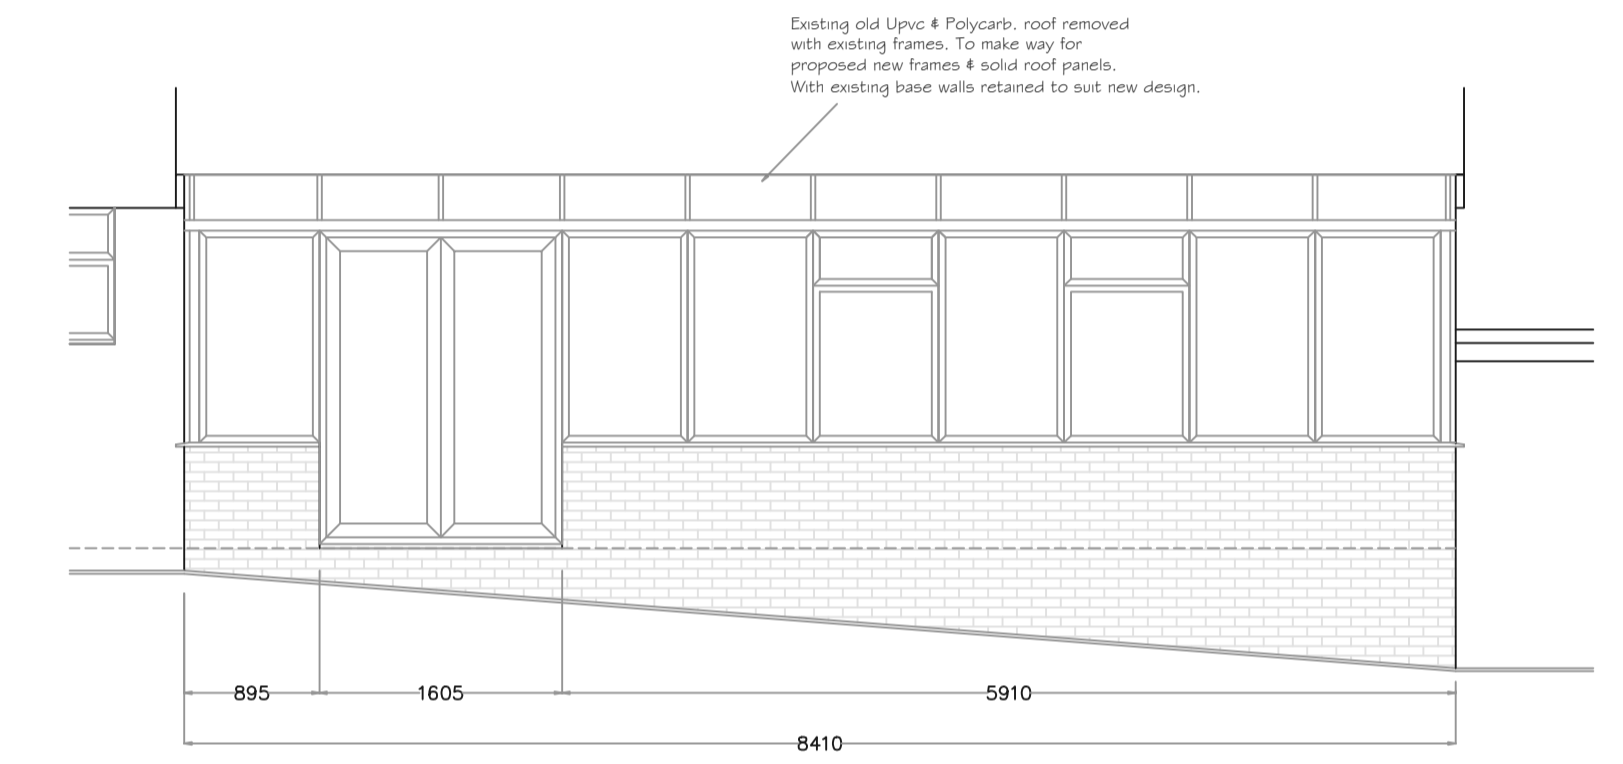 Existing old Upvc & Polycarb. roof removed
with existing frames. To make way for
proposed new frames & solid roof panels.
With existing base walls retained to suit new design.
895
1605
5910
8410